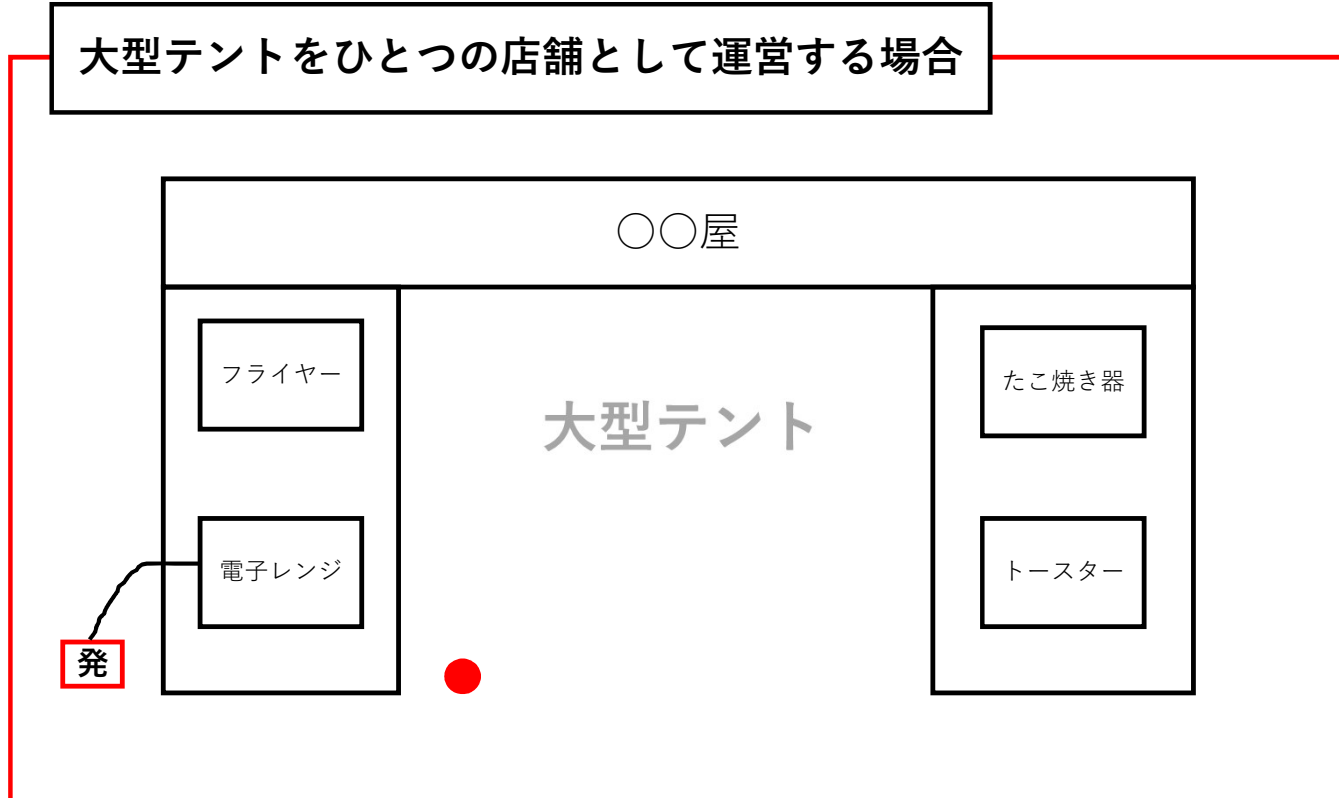 大型テントをひとつの店舗として運営する場合
〇〇屋
フライヤー
たこ焼き器
大型テント
電子レンジ
トースター
発